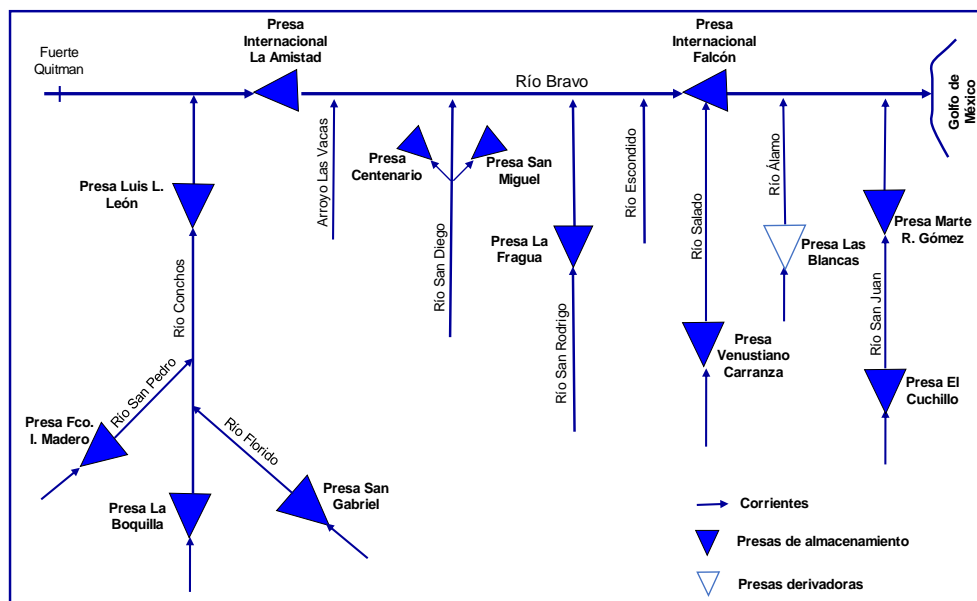 Presa
Internacional
La Amistad
Presa
Internacional
Falcón
Fuerte
Quitman
Río Bravo
Golfo de
México
Presa
Centenario
Presa San
Miguel
Arroyo Las Vacas
Río Escondido
Río Álamo
Presa Luis L.
León
Presa Marte
R. Gómez
Río Salado
Presa La
Fragua
Presa Las
Blancas
Río San Diego
Río Conchos
Río San Juan
Río San Rodrigo
Presa
Venustiano
Carranza
Río San Pedro
Presa El
Cuchillo
Presa Fco.
I. Madero
Río Florido
Presa San
Gabriel
Presa La
Boquilla
Corrientes
Presas de almacenamiento
Presas derivadoras